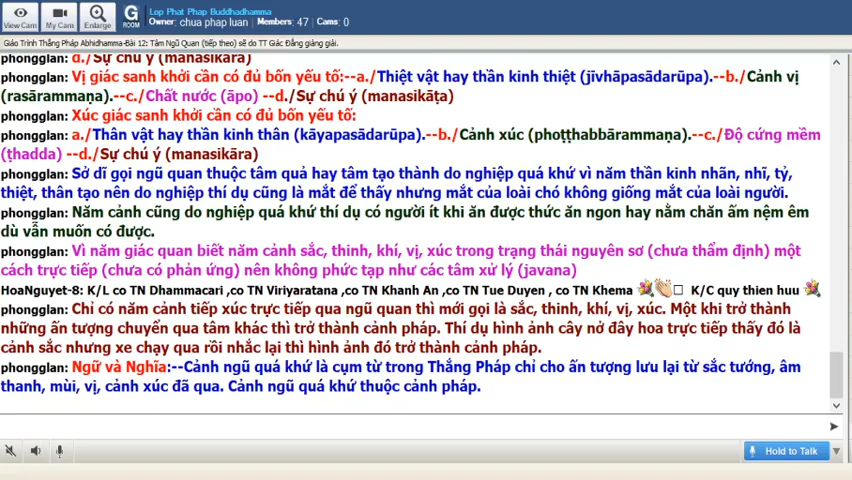 Lop Phat Phap Buddhadhamma
Owner: chua phap luan Members: 47 Cams: 0
View Cam My Cam Enlarge G ROOM
Giáo Trình Thắng Pháp Abhidhamma-Bài 12: Tâm Ngũ Quan (tiếp theo) sẽ do TT Giác Đẳng giảng giải.
d./Sự chú ý (manasikāra)
phongglan: Vị giác sanh khởi cần có đủ bốn yếu tố:--a./Thiệt vật hay thần kinh thiệt (jīvhāpasādarūpa).--b./Cảnh vị
(rasārammaṇa).--c./Chất nước (āpo) --d./Sự chú ý (manasikāṭa)
phongglan: Xúc giác sanh khởi cần có đủ bốn yếu tố:
phongglan: a./Thân vật hay thần kinh thân (kāyapasādarūpa).--b./Cảnh xúc (phoṭṭhabbārammaṇa).--c./Độ cứng mềm
(ṭhadda) --d./Sự chú ý (manasikāra)
phongglan: Sở dĩ gọi ngũ quan thuộc tâm quả hay tâm tạo thành do nghiệp quá khứ vì năm thần kinh nhãn, nhĩ, tỷ,
thiệt, thân tạo nên do nghiệp thí dụ cũng là mắt để thấy nhưng mắt của loài chó không giống mắt của loài người.
phongglan: Năm cảnh cũng do nghiệp quá khứ thí dụ có người ít khi ăn được thức ăn ngon hay nằm chăn ấm nệm êm
dù vẫn muốn có được.
phongglan: Vì năm giác quan biết năm cảnh sắc, thinh, khí, vị, xúc trong trạng thái nguyên sơ (chưa thẩm định) một
cách trực tiếp (chưa có phản ứng) nên không phức tạp như các tâm xử lý (javana)
HoaNguyet-8: K/L co TN Dhammacari ,co TN Viriyaratana ,co TN Khanh An ,co TN Tue Duyen , co TN Khema K/C quy thien huu
phongglan: Chỉ có năm cảnh tiếp xúc trực tiếp qua ngũ quan thì mới gọi là sắc, thinh, khí, vị, xúc. Một khi trở thành
những ấn tượng chuyển qua tâm khác thì trở thành cảnh pháp. Thí dụ hình ảnh cây nở đầy hoa trực tiếp thấy đó là
cảnh sắc nhưng xe chạy qua rồi nhắc lại thì hình ảnh đó trở thành cảnh pháp.
phongglan: Ngữ và Nghĩa:--Cảnh ngũ quá khứ là cụm từ trong Thắng Pháp chỉ cho ấn tượng lưu lại từ sắc tướng, âm
thanh, mùi, vị, cảnh xúc đã qua. Cảnh ngũ quá khứ thuộc cảnh pháp.
Hold to Talk